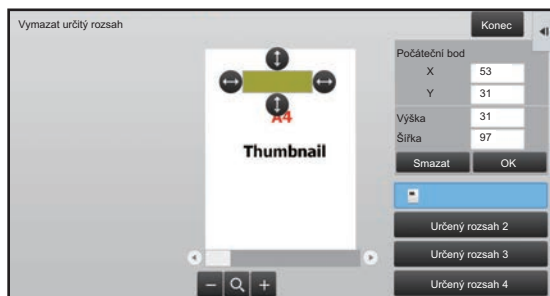 Vymazat určitý rozsah
Konec
A4
Thumbnail
Počáteční bod
X 53
Y 31
Výška 31
Šířka 97
Smazat OK
Určený rozsah 2
Určený rozsah 3
Určený rozsah 4